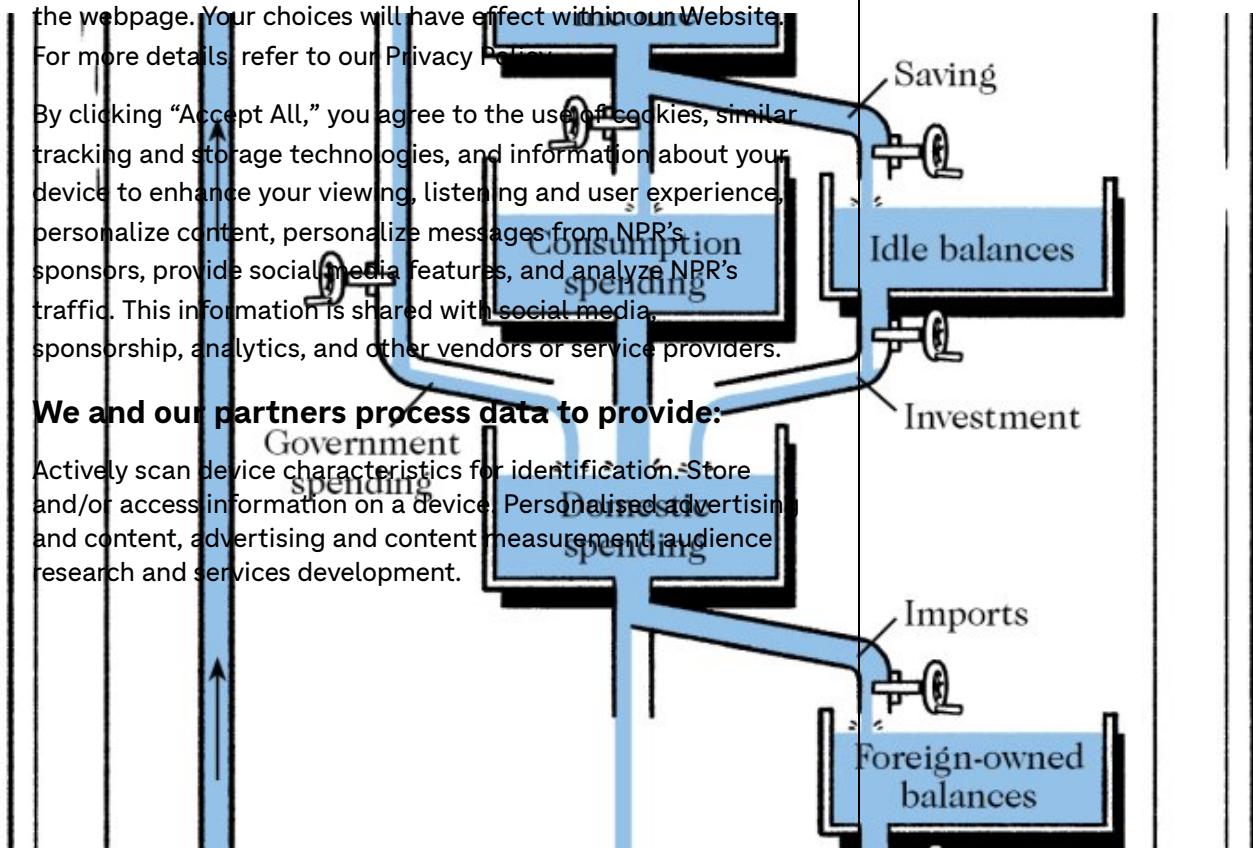 the webpage. Your choices will have effect within our Website.
For more details, refer to our Privacy Policy.
By clicking “Accept All,” you agree to the use of cookies, similar
tracking and storage technologies, and information about your
device to enhance your viewing, listening and user experience,
personalize content, personalize messages from NPR’s
sponsors, provide social media features, and analyze NPR’s
traffic. This information is shared with social media,
sponsorship, analytics, and other vendors or service providers.
We and our partners process data to provide:
Actively scan device characteristics for identification. Store
and/or access information on a device. Personalised advertising
and content, advertising and content measurement, audience
research and services development.
income
Saving
Consumption
spending
Idle balances
Investment
Government
spending
Domestic
spending
Imports
Foreign-owned
balances